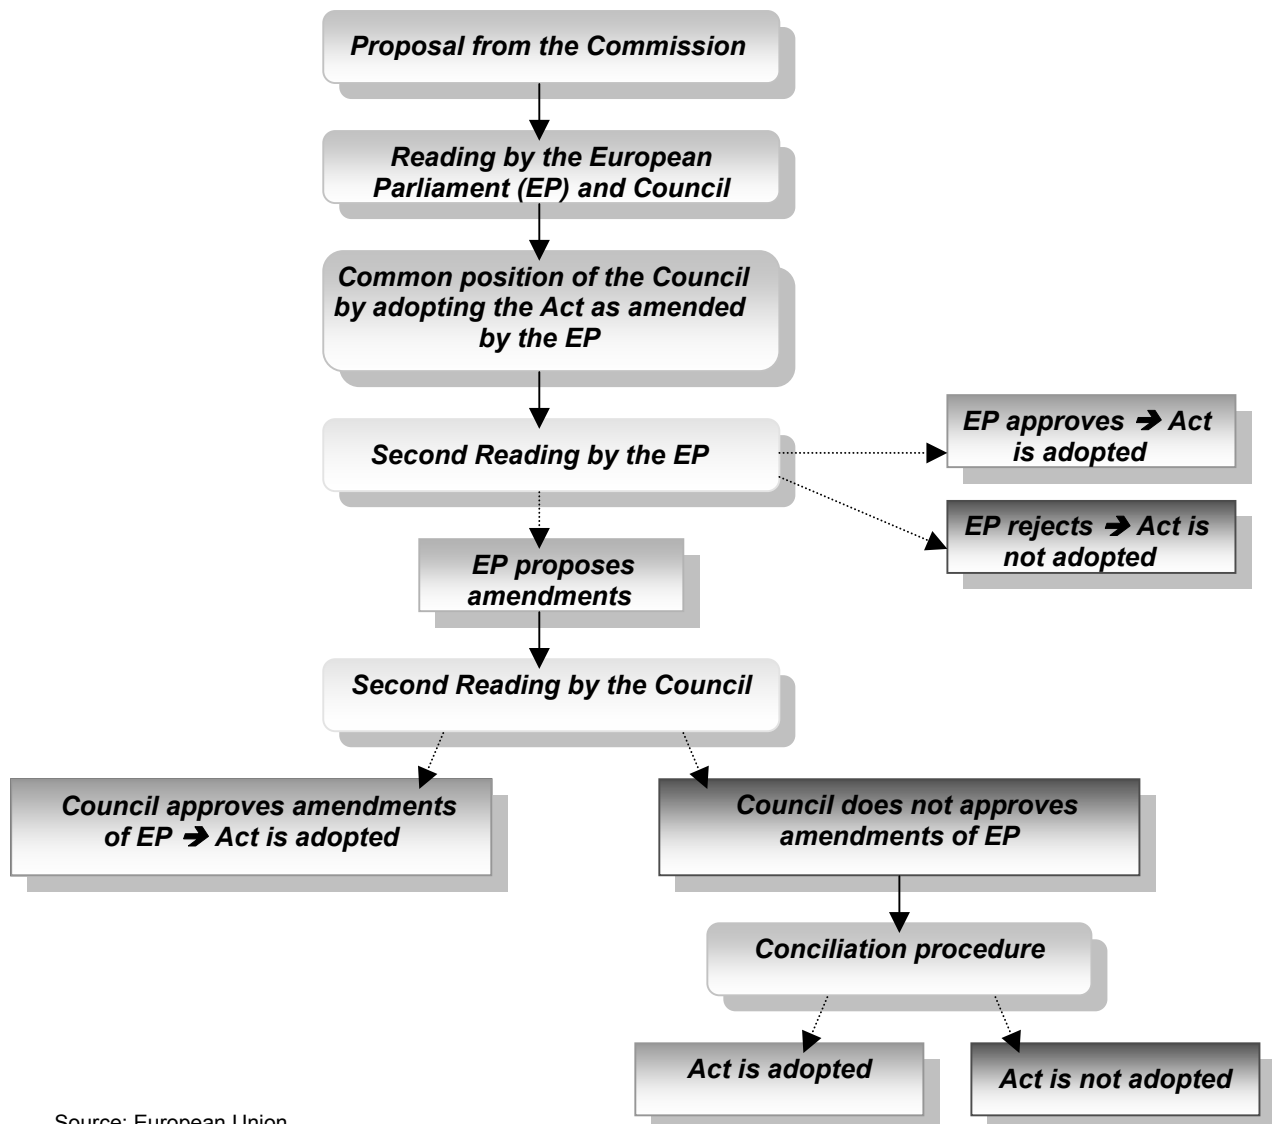 Proposal from the Commission
Reading by the European
Parliament (EP) and Council
Common position of the Council
by adopting the Act as amended
by the EP
Second Reading by the EP
EP approves ➔ Act
is adopted
EP rejects ➔ Act is
not adopted
EP proposes
amendments
Second Reading by the Council
Council approves amendments
of EP ➔ Act is adopted
Council does not approves
amendments of EP
Conciliation procedure
Act is adopted
Act is not adopted
Source: European Union